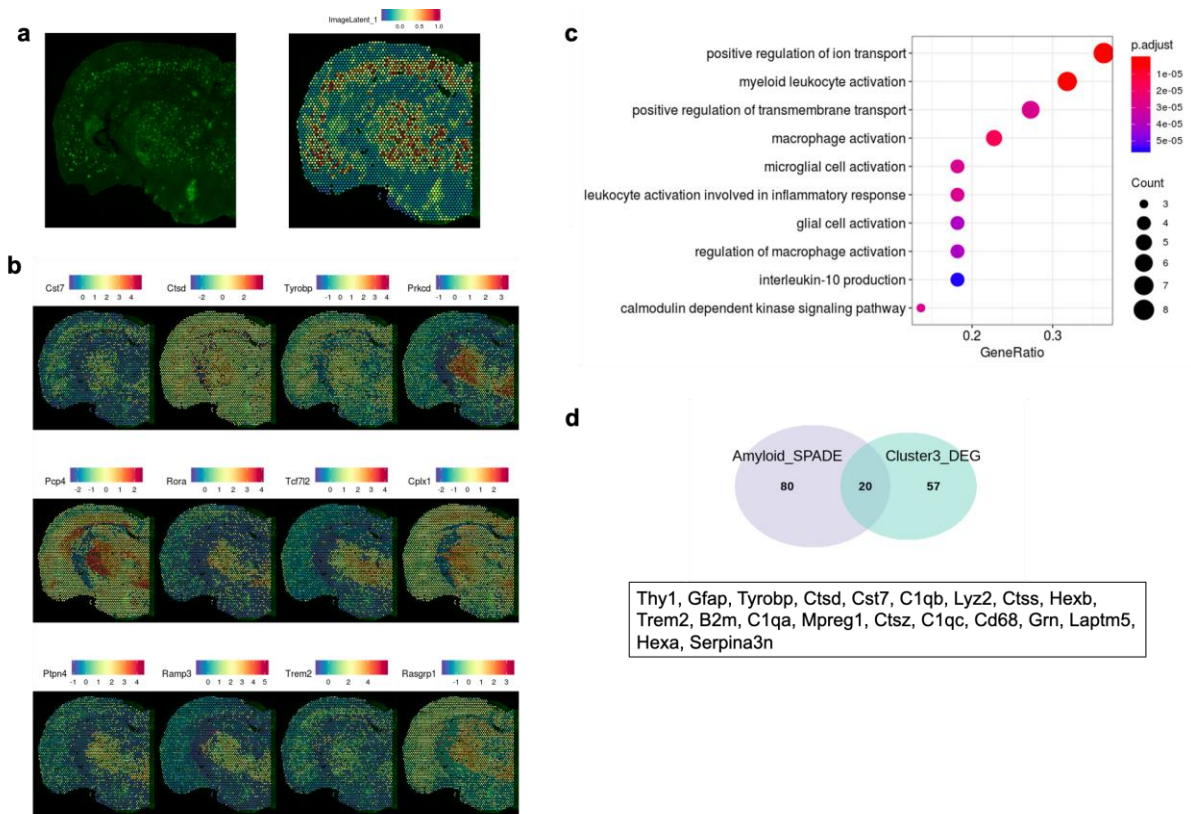 a
ImageLatent_1
0.0 0.5 1.0
b
Cst7
0 1 2 3 4
Ctsd
-2 0 2
Tyrobp
-1 0 1 2 3 4
Prkcd
-1 0 1 2 3
Pcp4
-2 -1 0 1 2
Rora
0 1 2 3 4
Tcf7l2
0 1 2 3 4
Cplx1
-2 -1 0 1 2
Ptpn4
-1 0 1 2 3 4
Ramp3
0 1 2 3 4 5
Trem2
0 2 4
Rasgrp1
-1 0 1 2 3
c
positive regulation of ion transport
myeloid leukocyte activation
positive regulation of transmembrane transport
macrophage activation
microglial cell activation
leukocyte activation involved in inflammatory response
glial cell activation
regulation of macrophage activation
interleukin-10 production
calmodulin dependent kinase signaling pathway
0.2 0.3
GeneRatio
p.adjust
1e-05
2e-05
3e-05
4e-05
5e-05
Count
3
4
5
6
7
8
d
Amyloid_SPADE Cluster3_DEG
80 20 57
Thy1, Gfap, Tyrobp, Ctsd, Cst7, C1qb, Lyz2, Ctss, Hexb,
Trem2, B2m, C1qa, Mpreg1, Ctsz, C1qc, Cd68, Grn, Laptm5,
Hexa, Serpina3n